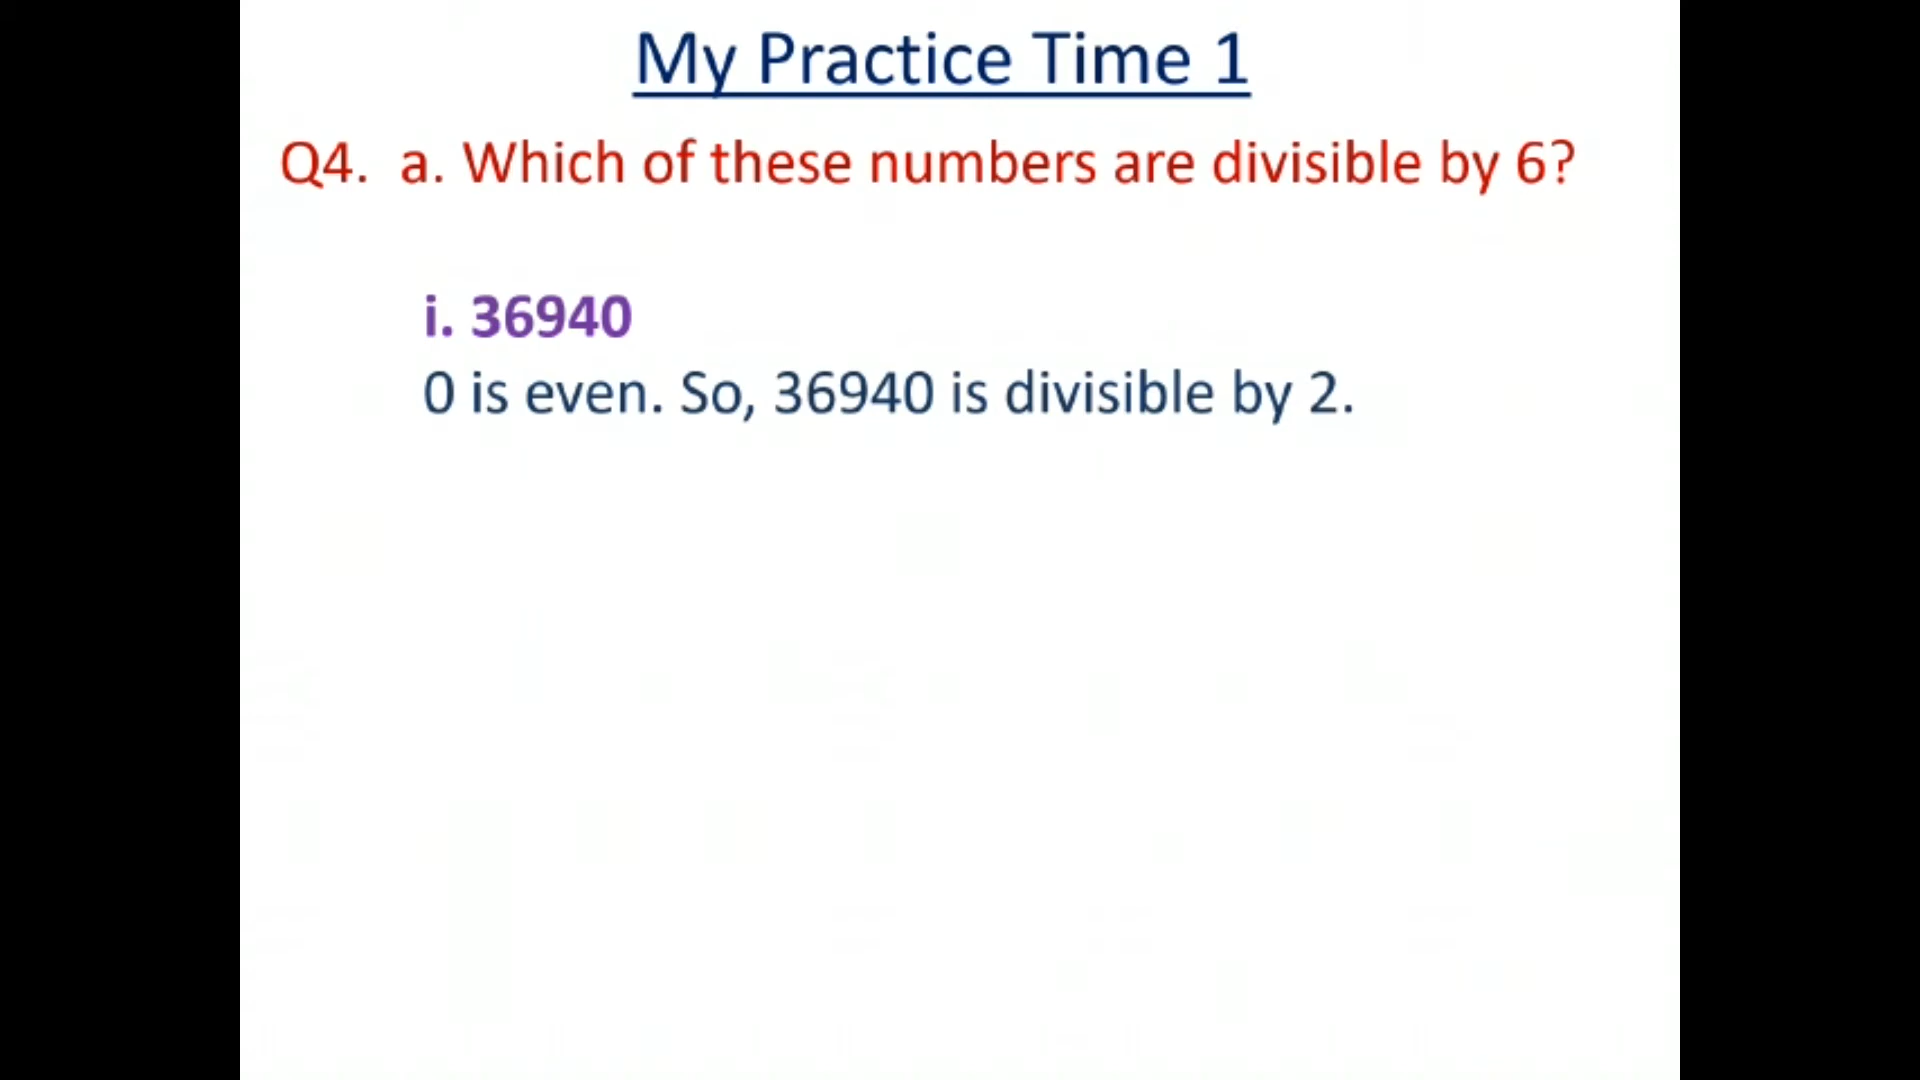 My Practice Time 1
Q4. a. Which of these numbers are divisible by 6?
i. 36940
0 is even. So, 36940 is divisible by 2.